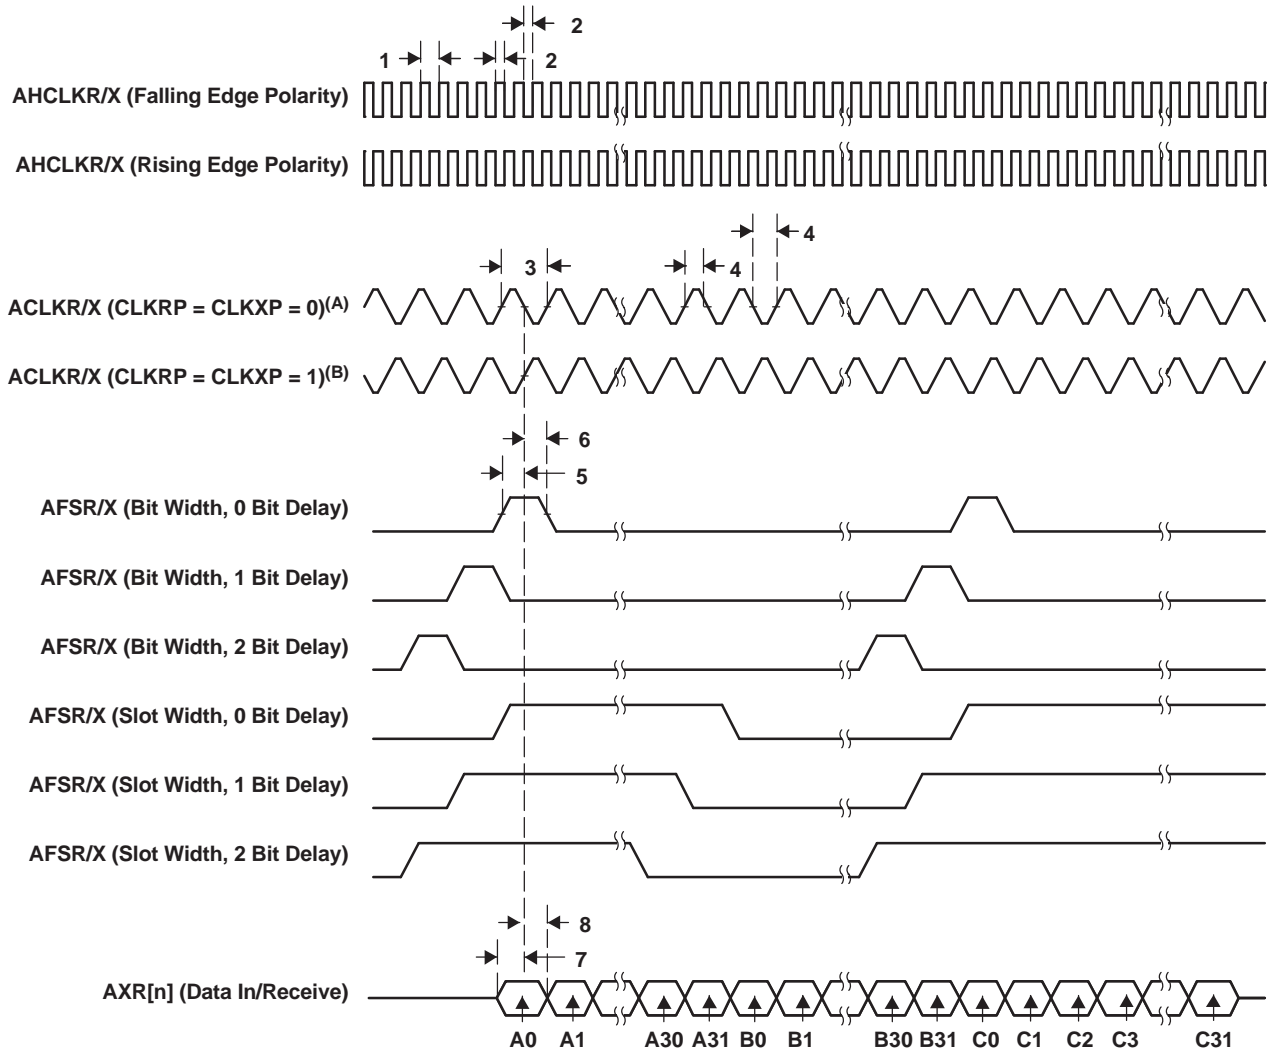 2
1
2
AHCLKR/X (Falling Edge Polarity)
AHCLKR/X (Rising Edge Polarity)
4
3
4
ACLKR/X (CLKRP = CLKXP = 0)(A)
ACLKR/X (CLKRP = CLKXP = 1)(B)
6
5
AFSR/X (Bit Width, 0 Bit Delay)
AFSR/X (Bit Width, 1 Bit Delay)
AFSR/X (Bit Width, 2 Bit Delay)
AFSR/X (Slot Width, 0 Bit Delay)
AFSR/X (Slot Width, 1 Bit Delay)
AFSR/X (Slot Width, 2 Bit Delay)
8
7
AXR[n] (Data In/Receive)
A0 A1 A30 A31 B0 B1 B30 B31 C0 C1 C2 C3 C31